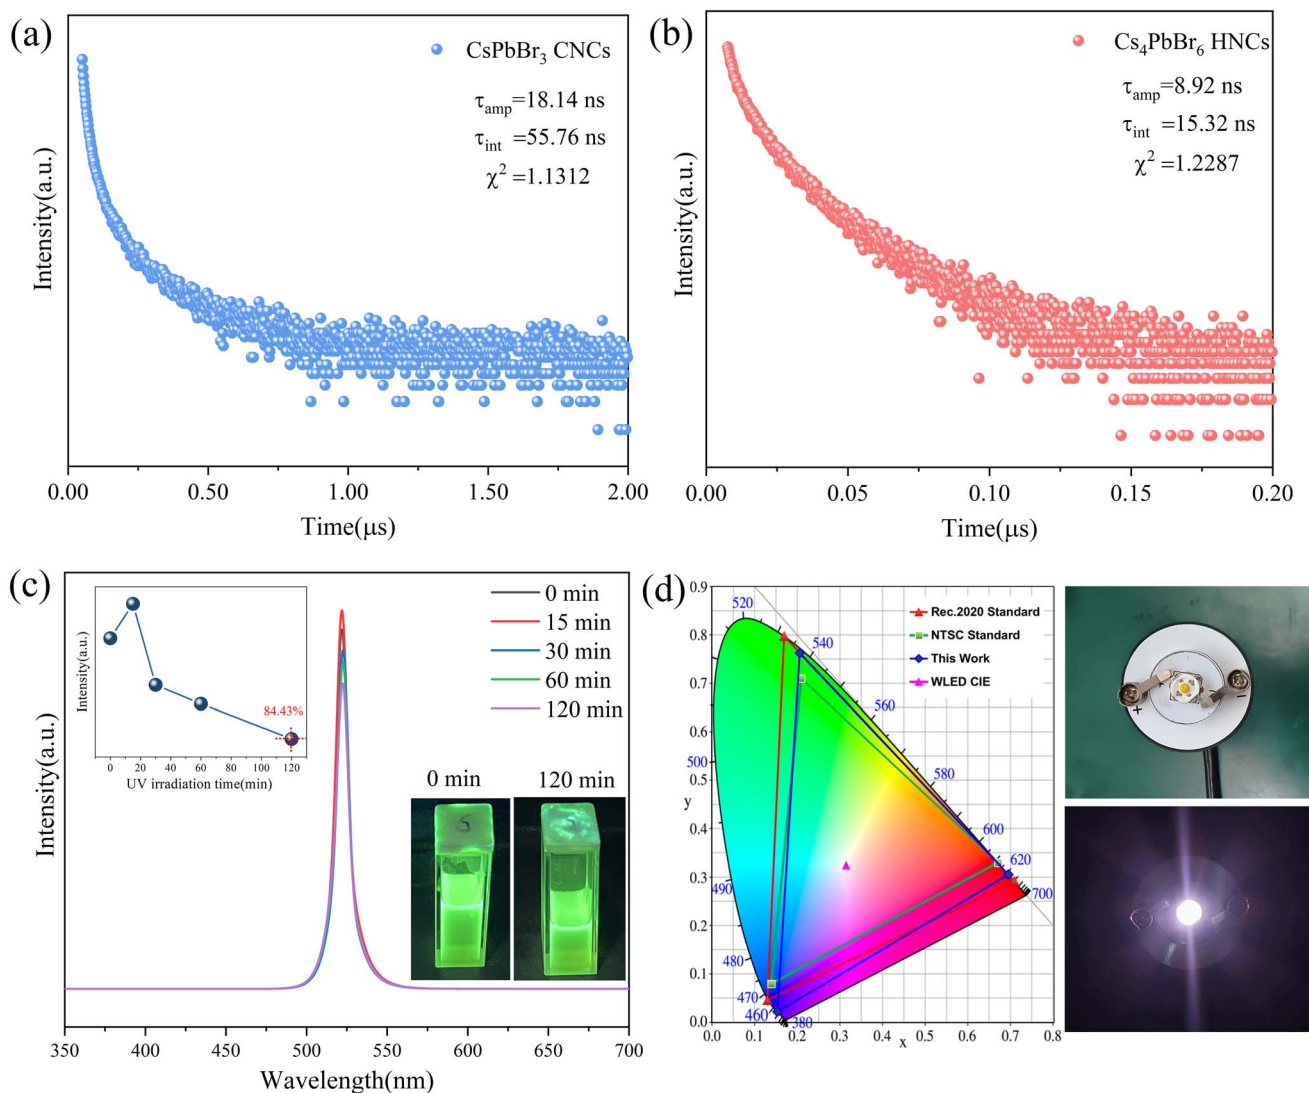 (a)
CsPbBr₃ CNCs
τamp=18.14 ns
τint =55.76 ns
χ² =1.1312
Intensity(a.u.)
0.00 0.50 1.00 1.50 2.00
Time(μs)
(b)
Cs₄PbBr₆ HNCs
τamp=8.92 ns
τint =15.32 ns
χ² =1.2287
Intensity(a.u.)
0.00 0.05 0.10 0.15 0.20
Time(μs)
(c)
0 min
15 min
30 min
60 min
120 min
Intensity(a.u.)
84.43%
0 20 40 60 80 100 120
UV irradiation time(min)
0 min 120 min
Intensity(a.u.)
350 400 450 500 550 600 650 700
Wavelength(nm)
(d)
Rec.2020 Standard
NTSC Standard
This Work
WLED CIE
0.9
0.8
0.7
0.6
0.5
0.4
0.3
0.2
0.1
0.0
y
520
540
560
580
600
620
700
500
490
480
470
460
380
0.0 0.1 0.2 0.3 0.4 0.5 0.6 0.7 0.8
x
+
-